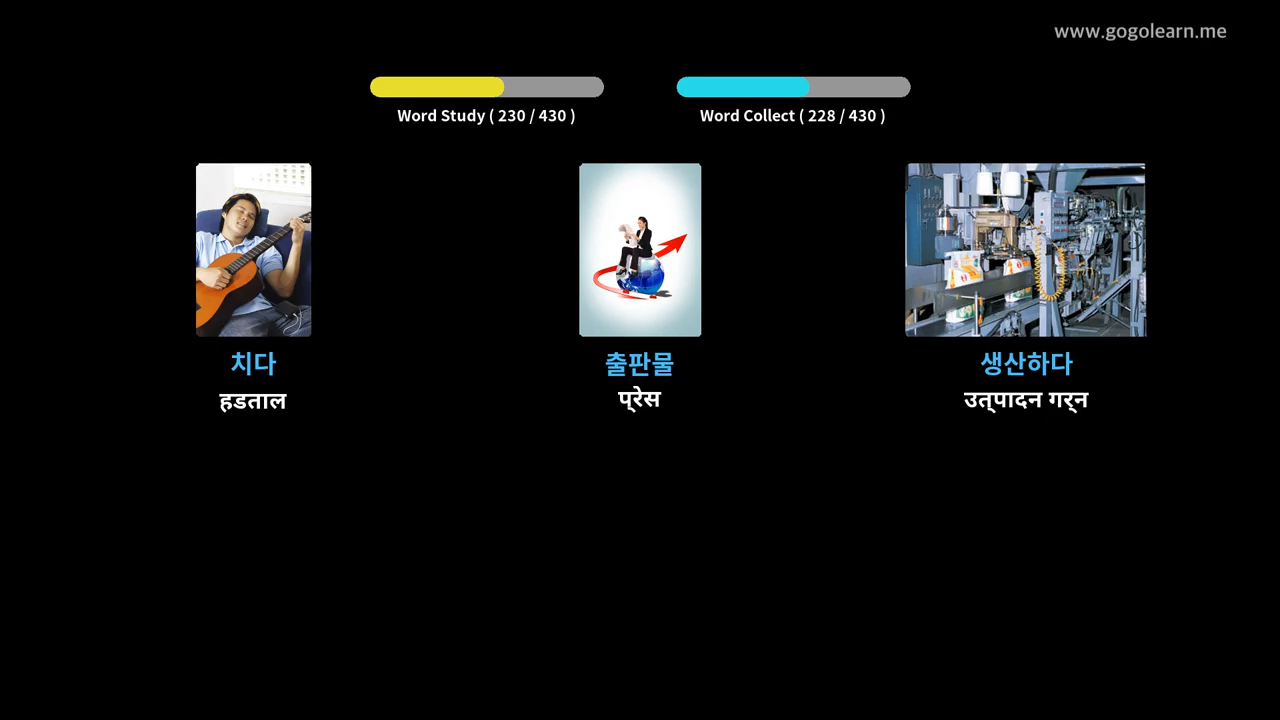 www.gogolearn.me
Word Study ( 230 / 430 )
Word Collect ( 228 / 430 )
치다
출판물
생산하다
हडताल
प्रेस
उत्पादन गर्न